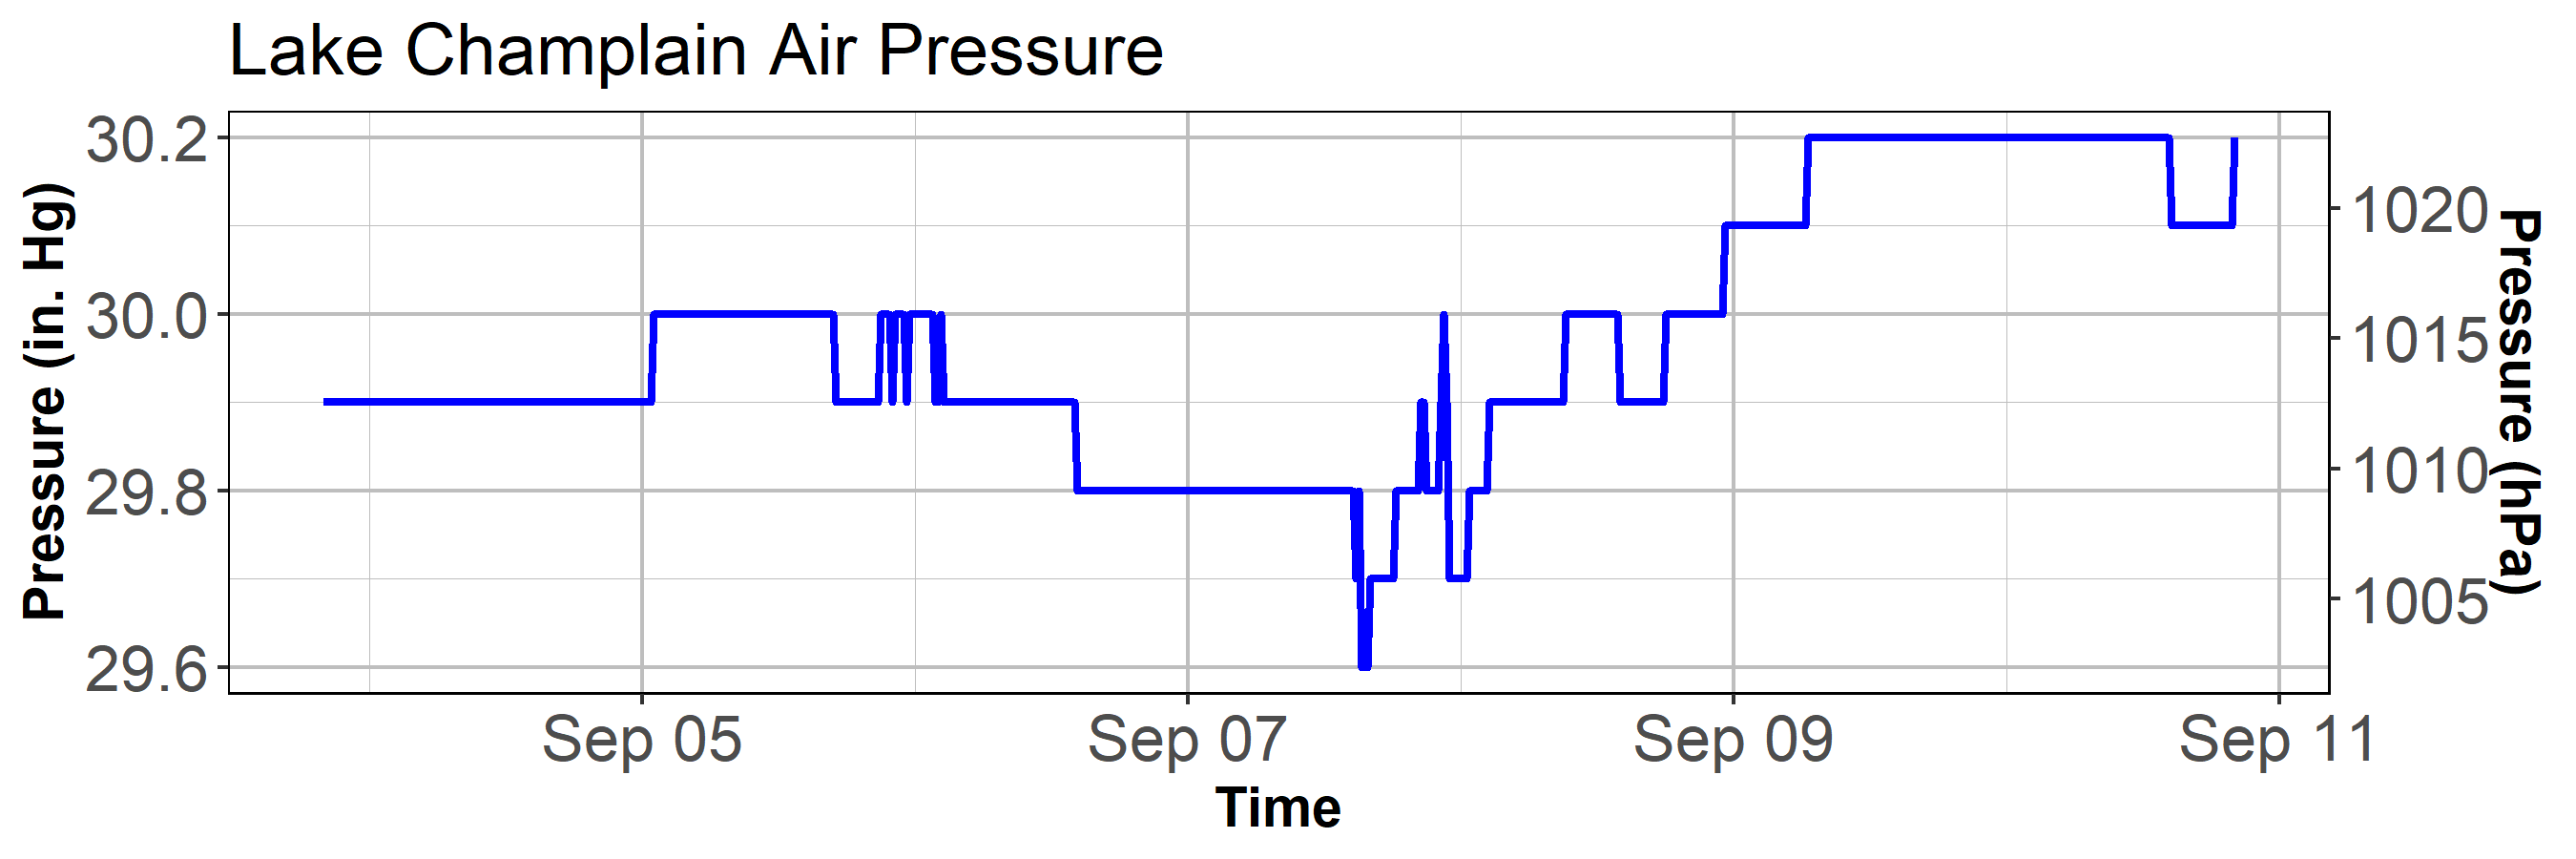 Lake Champlain Air Pressure
Pressure (in. Hg)
30.2
30.0
29.8
29.6
1020
1015
1010
1005
Pressure (hPa)
Sep 05
Sep 07
Sep 09
Sep 11
Time